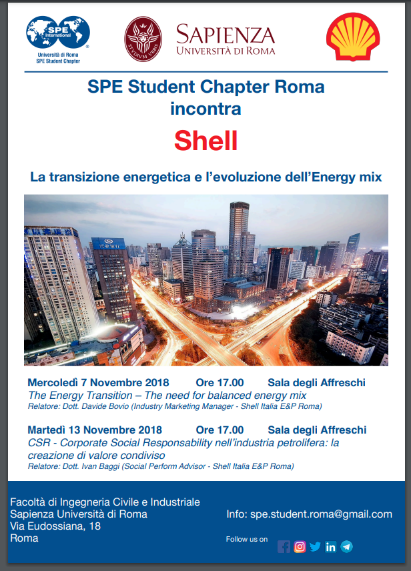 SPE
International
Università di Roma
SPE Student Chapter
SAPIENZA
UNIVERSITÀ DI ROMA
SPE Student Chapter Roma
incontra
Shell
La transizione energetica e l'evoluzione dell'Energy mix
Mercoledì 7 Novembre 2018 Ore 17.00 Sala degli Affreschi
The Energy Transition – The need for balanced energy mix
Relatore: Dott. Davide Bovio (Industry Marketing Manager - Shell Italia E&P Roma)
Martedì 13 Novembre 2018 Ore 17.00 Sala degli Affreschi
CSR - Corporate Social Responsability nell'industria petrolifera: la
creazione di valore condiviso
Relatore: Dott. Ivan Baggi (Social Perform Advisor - Shell Italia E&P Roma)
Facoltà di Ingegneria Civile e Industriale
Sapienza Università di Roma
Via Eudossiana, 18
Roma
Info: spe.student.roma@gmail.com
Follow us on